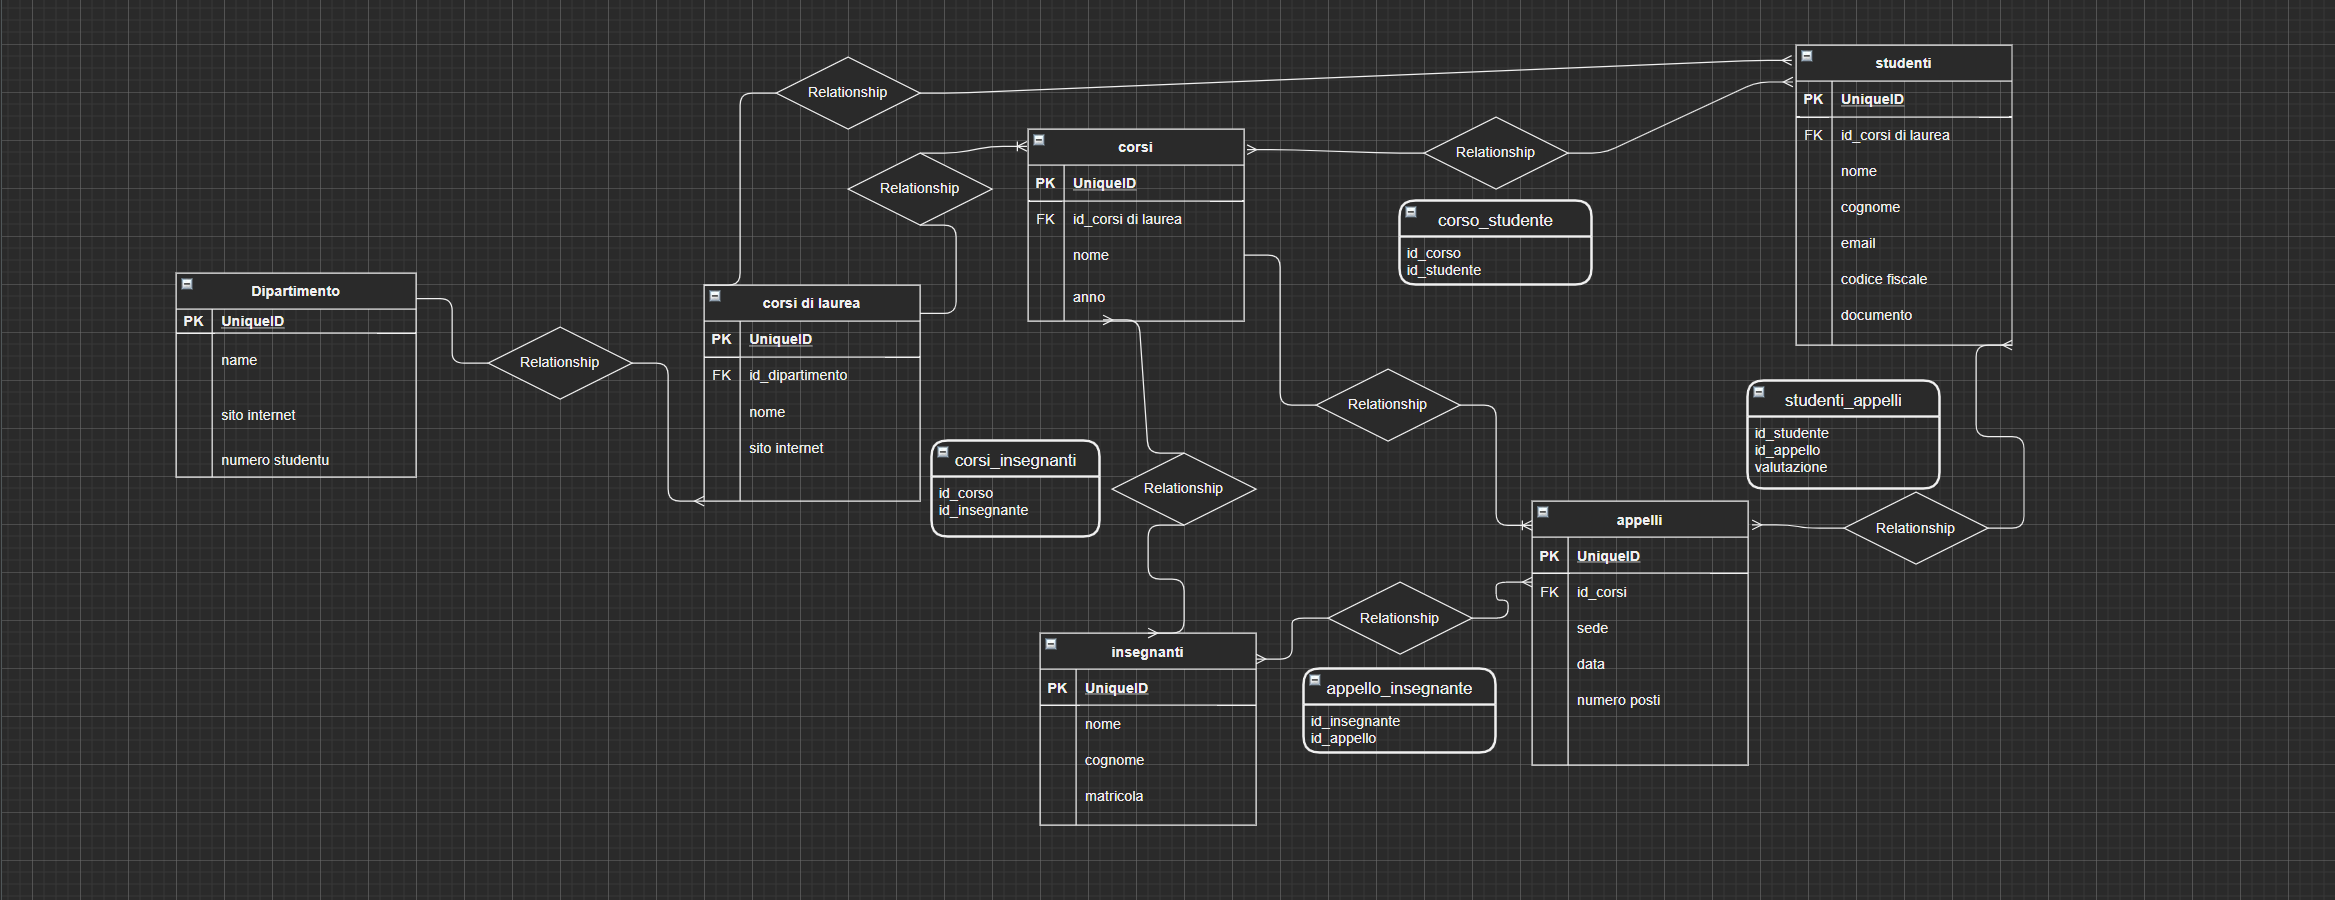 Relationship
Relationship
corsi
PK UniqueID
FK id_corsi di laurea
nome
anno
Relationship
corso_studente
id_corso
id_studente
studenti
PK UniqueID
FK id_corsi di laurea
nome
cognome
email
codice fiscale
documento
Dipartimento
PK UniqueID
name
sito internet
numero studentu
Relationship
corsi di laurea
PK UniqueID
FK id_dipartimento
nome
sito internet
corsi_insegnanti
id_corso
id_insegnante
Relationship
Relationship
studenti_appelli
id_studente
id_appello
valutazione
Relationship
appelli
PK UniqueID
FK id_corsi
sede
data
numero posti
Relationship
appello_insegnante
id_insegnante
id_appello
insegnanti
PK UniqueID
nome
cognome
matricola